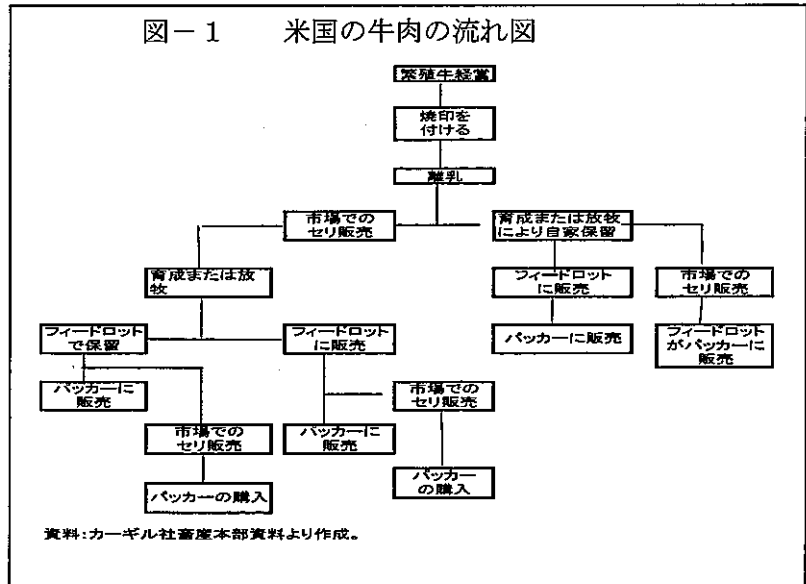 図－１　　米国の牛肉の流れ図
繁殖牛経営
焼印を
付ける
離乳
市場での
セリ販売
育成または放牧
により自家保留
育成または放
牧
フィードロット
に販売
市場での
セリ販売
フィードロット
で保留
フィードロット
に販売
パッカーに販売
フィードロット
がパッカーに
販売
パッカーに
販売
市場での
セリ販売
市場での
セリ販売
パッカーに
販売
パッカーの購入
パッカー
の購入
資料:カーギル社畜産本部資料より作成。